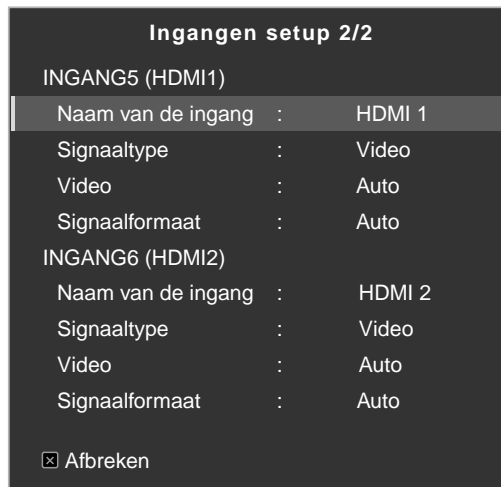 Ingangen setup 2/2
INGANG5 (HDMI1)
Naam van de ingang : HDMI 1
Signaaltype : Video
Video : Auto
Signaalformaat : Auto
INGANG6 (HDMI2)
Naam van de ingang : HDMI 2
Signaaltype : Video
Video : Auto
Signaalformaat : Auto
Afbreken